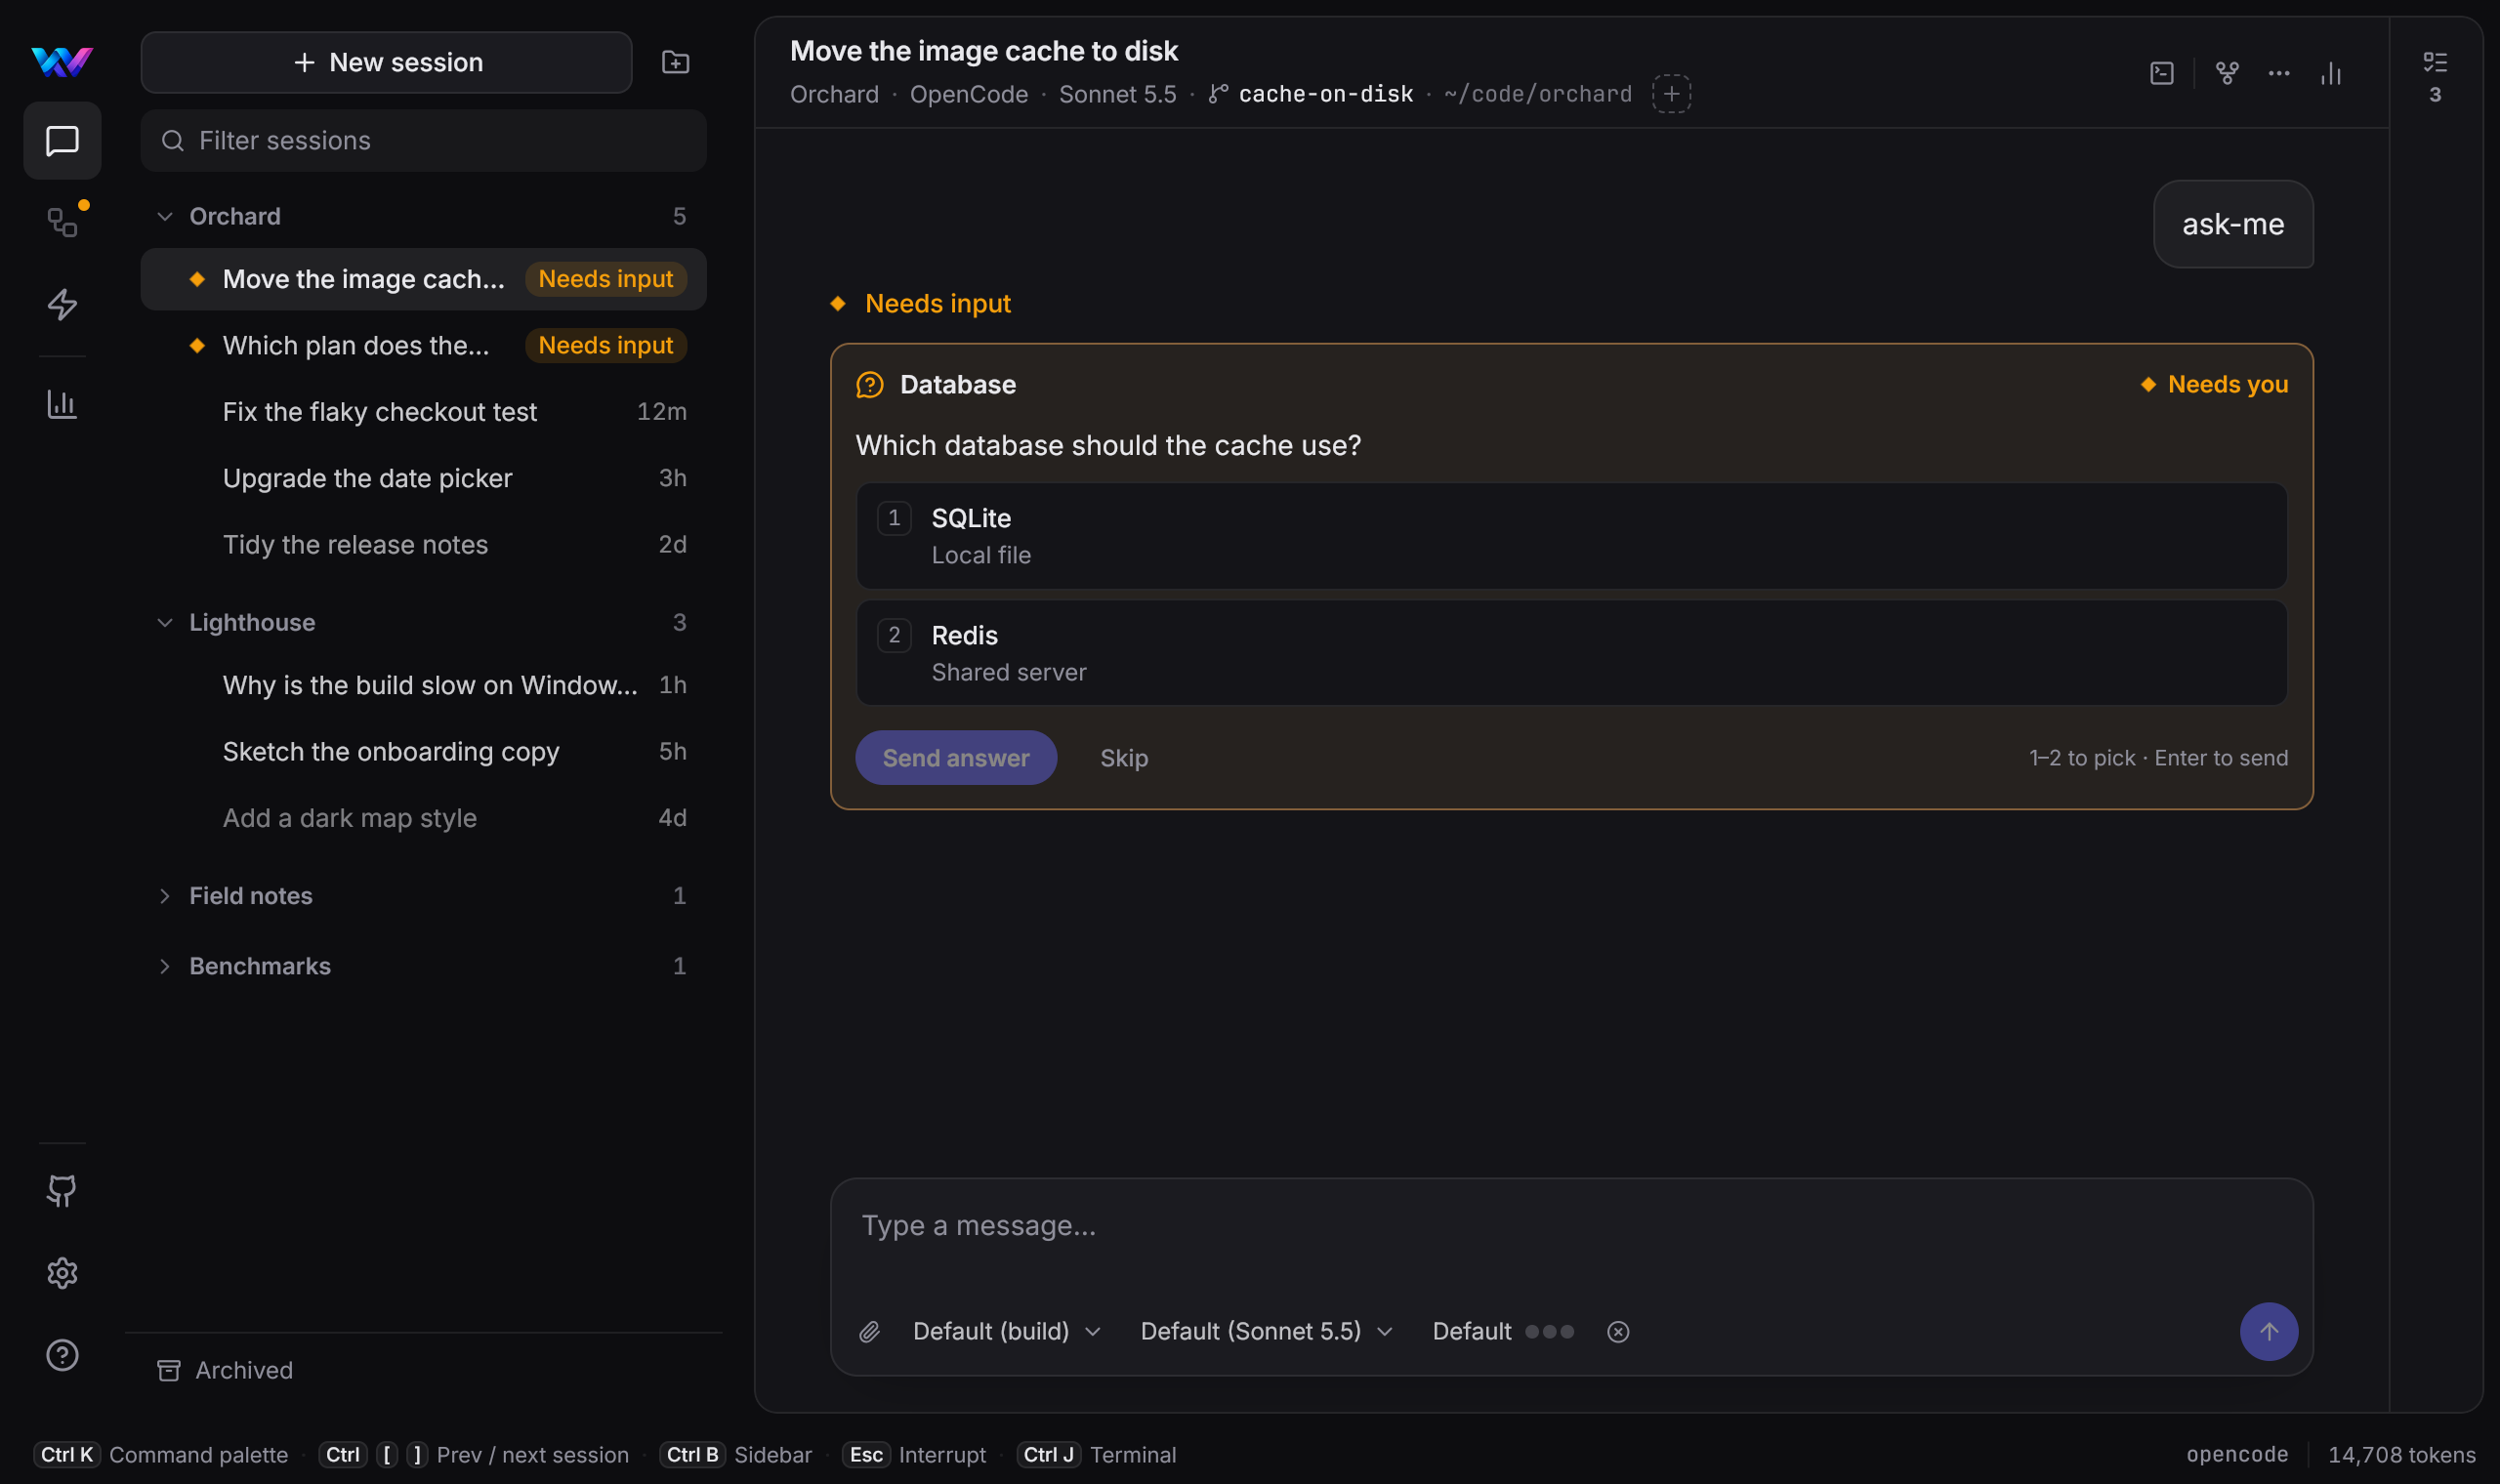 New session
Filter sessions
Orchard 5
Move the image cach... Needs input
Which plan does the... Needs input
Fix the flaky checkout test 12m
Upgrade the date picker 3h
Tidy the release notes 2d
Lighthouse 3
Why is the build slow on Window... 1h
Sketch the onboarding copy 5h
Add a dark map style 4d
Field notes 1
Benchmarks 1
Archived
Move the image cache to disk
Orchard · OpenCode · Sonnet 5.5 · cache-on-disk · ~/code/orchard
3
ask-me
Needs input
Database Needs you
Which database should the cache use?
1 SQLite
Local file
2 Redis
Shared server
Send answer Skip 1–2 to pick · Enter to send
Type a message...
Default (build) Default (Sonnet 5.5) Default
Ctrl K Command palette · Ctrl [ ] Prev / next session · Ctrl B Sidebar · Esc Interrupt · Ctrl J Terminal
opencode 14,708 tokens